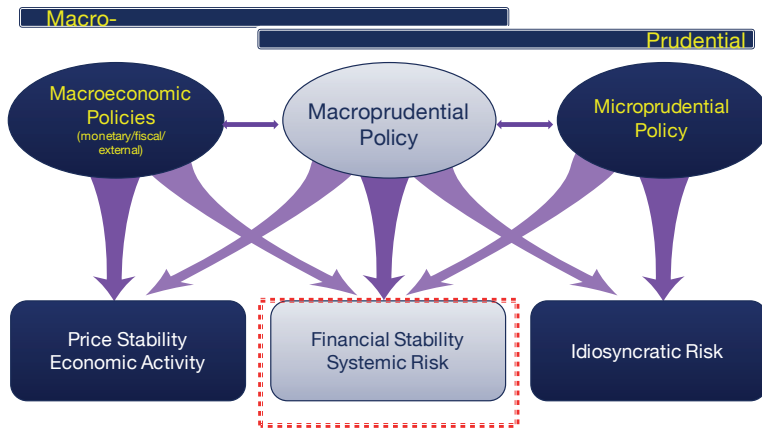 Macro-
Prudential
Macroeconomic
Policies
(monetary/fiscal/
external)
Macroprudential
Policy
Microprudential
Policy
Price Stability
Economic Activity
Financial Stability
Systemic Risk
Idiosyncratic Risk